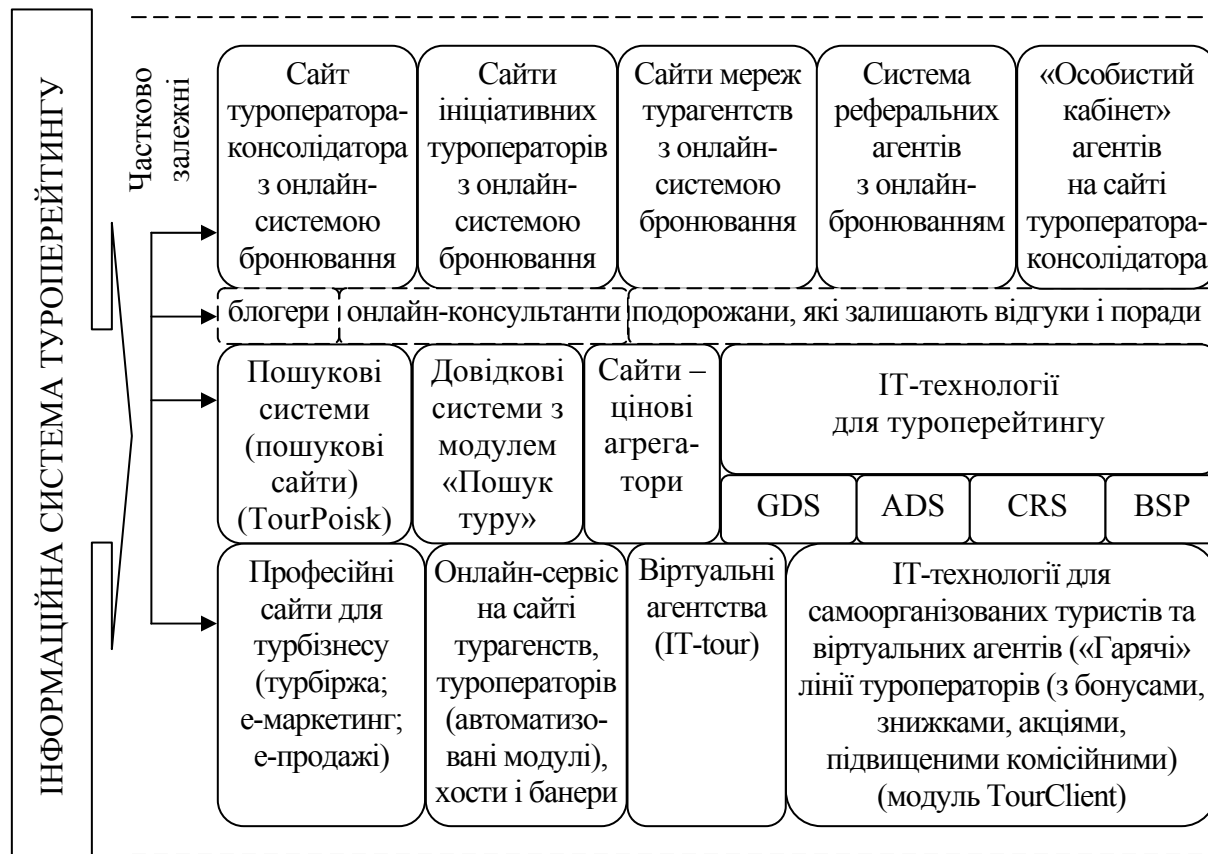 ІНФОРМАЦІЙНА СИСТЕМА ТУРОПЕРЕЙТИНГУ
Частково
залежні
Сайт
туроператора-
консолідатора
з онлайн-
системою
бронювання
Сайти
ініціативних
туроператорів
з онлайн-
системою
бронювання
Сайти мереж
турагентств
з онлайн-
системою
бронювання
Система
реферальних
агентів
з онлайн-
бронюванням
«Особистий
кабінет»
агентів
на сайті
туроператора-
консолідатора
блогери
онлайн-консультанти
подорожани, які залишають відгуки і поради
Пошукові
системи
(пошукові
сайти)
(TourPoisk)
Довідкові
системи з
модулем
«Пошук
туру»
Сайти –
цінові
агрега-
тори
ІТ-технології
для туроперейтингу
GDS
ADS
CRS
BSP
Професійні
сайти для
турбізнесу
(турбіржа;
е-маркетинг;
е-продажі)
Онлайн-сервіс
на сайті
турагенств,
туроператорів
(автоматизо-
вані модулі),
хости і банери
Віртуальні
агентства
(IT-tour)
ІТ-технології для
самоорганізованих туристів та
віртуальних агентів («Гарячі»
лінії туроператорів (з бонусами,
знижками, акціями,
підвищеними комісійними)
(модуль TourClient)